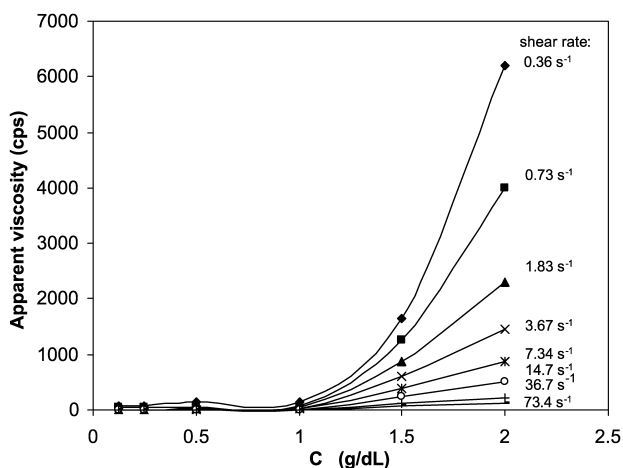 7000
6000
5000
4000
3000
2000
1000
0
0
0.5
1
1.5
2
2.5
Apparent viscosity (cps)
C (g/dL)
shear rate:
0.36 s⁻¹
0.73 s⁻¹
1.83 s⁻¹
3.67 s⁻¹
7.34 s⁻¹
14.7 s⁻¹
36.7 s⁻¹
73.4 s⁻¹